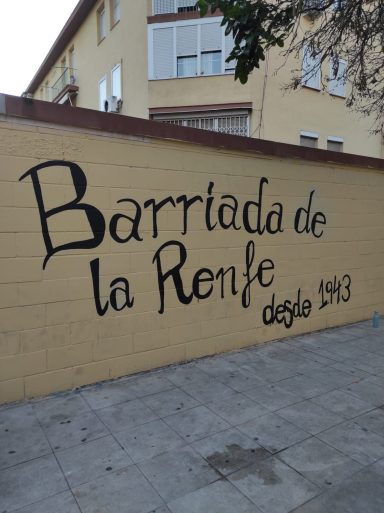 Barriada de
la Renfe
desde 1943